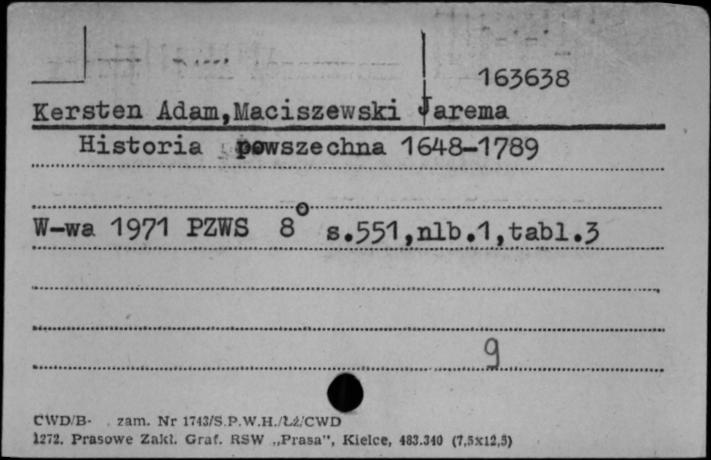 163638
Kersten Adam,Maciszewski Jarema
Historia powszechna 1648-1789
W-wa 1971 PZWS 8° s.551,nlb.1,tabl.3
9
CWD/B- . zam. Nr 1743/S.P.W.H./Łż/CWD
1272. Prasowe Zakł. Graf. RSW „Prasa”, Kielce, 483.340 (7,5x12,5)